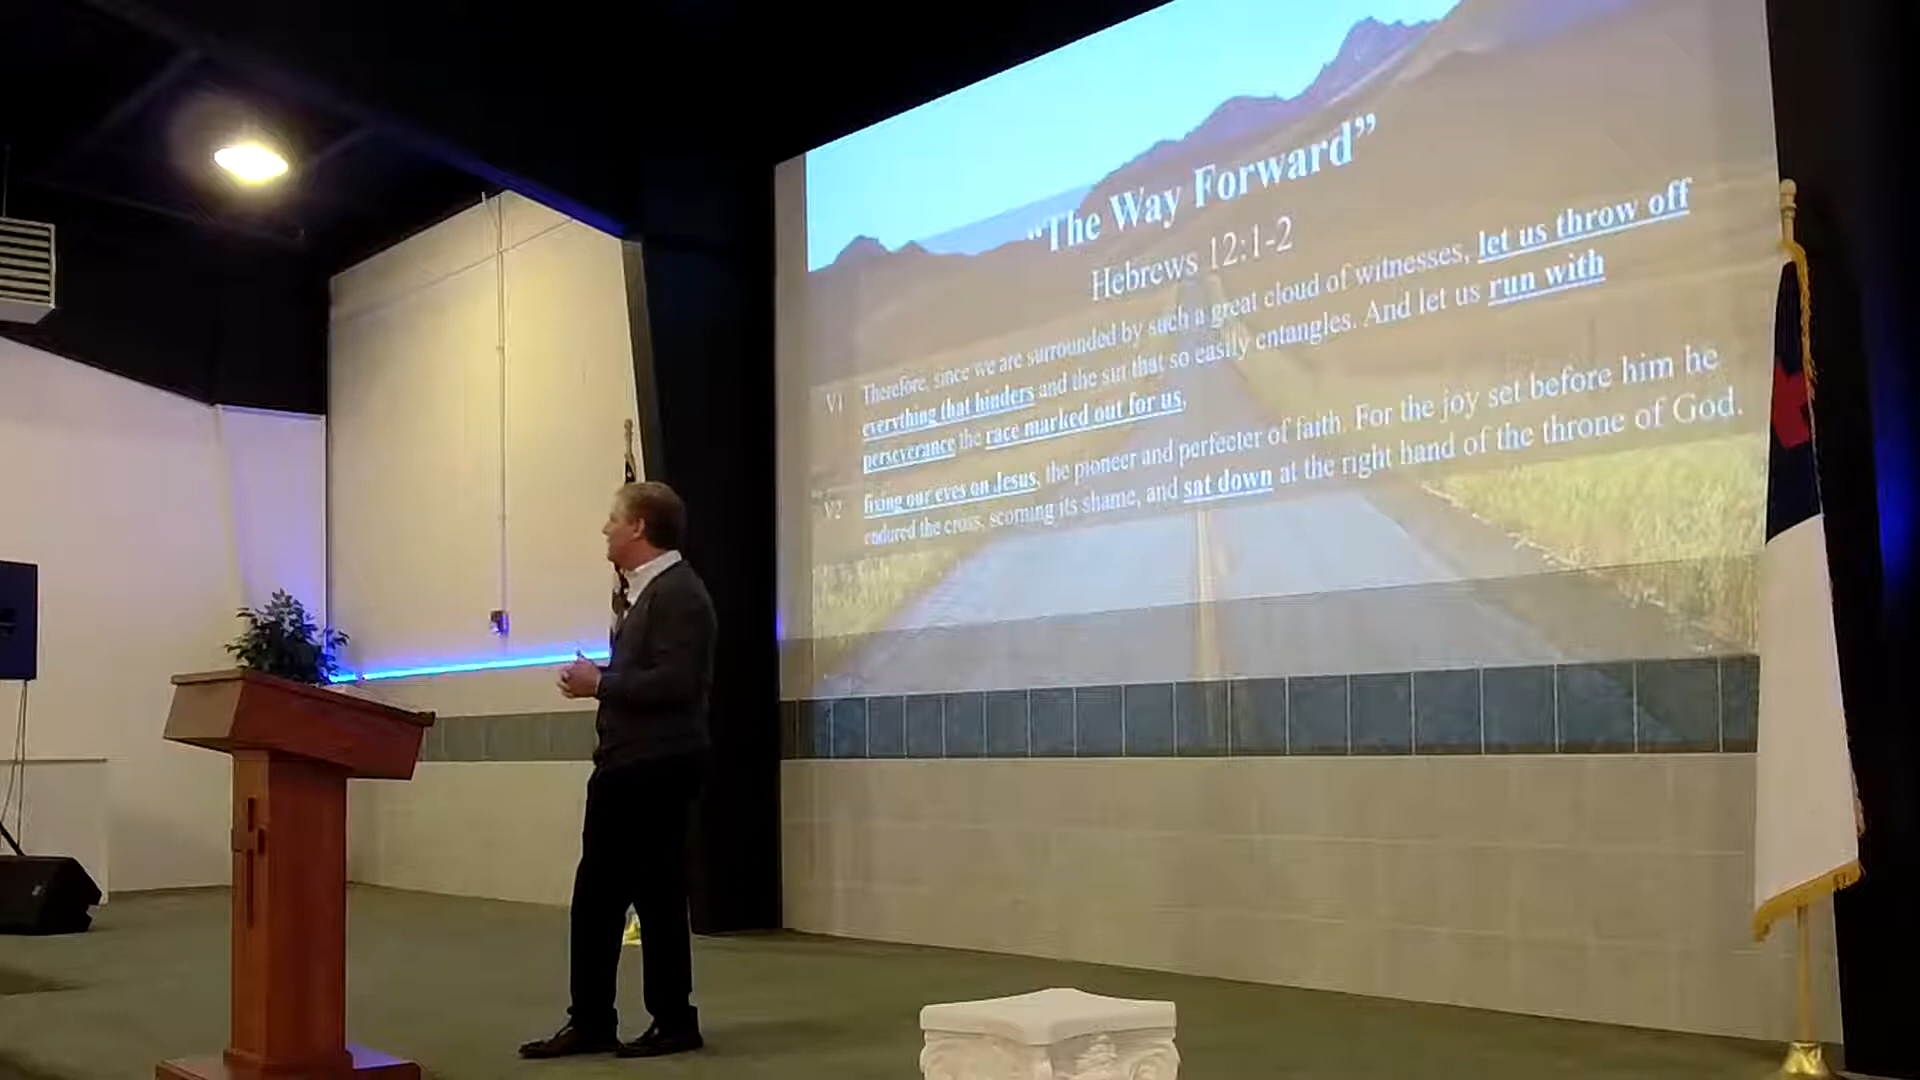 “The Way Forward”
Hebrews 12:1-2
V1 Therefore, since we are surrounded by such a great cloud of witnesses, let us throw off
everything that hinders and the sin that so easily entangles. And let us run with
perseverance the race marked out for us,
V2 fixing our eyes on Jesus, the pioneer and perfecter of faith. For the joy set before him he
endured the cross, scorning its shame, and sat down at the right hand of the throne of God.